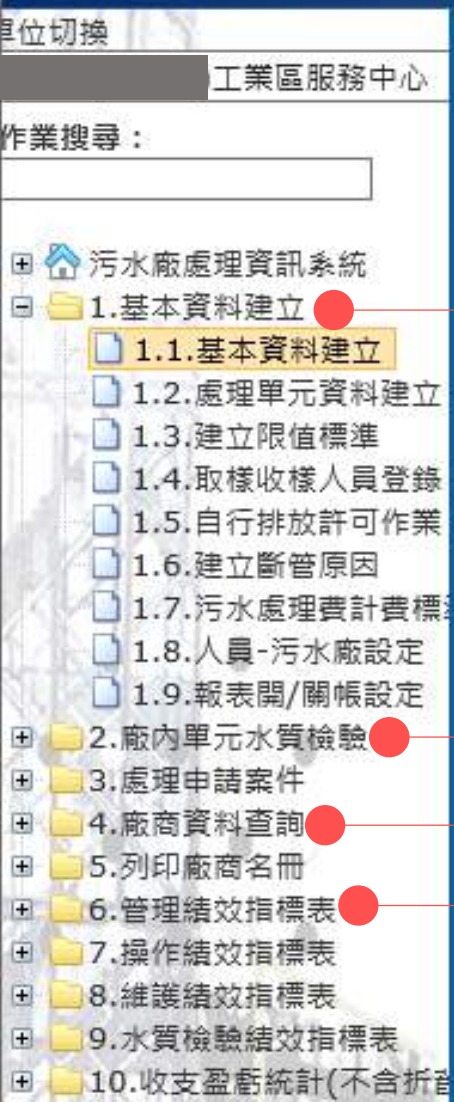 單位切換
工業區服務中心
作業搜尋：
污水廠處理資訊系統
1.基本資料建立
1.1.基本資料建立
1.2.處理單元資料建立
1.3.建立限值標準
1.4.取樣收樣人員登錄
1.5.自行排放許可作業
1.6.建立斷管原因
1.7.污水處理費計費標準
1.8.人員-污水廠設定
1.9.報表開/關帳設定
2.廠內單元水質檢驗
3.處理申請案件
4.廠商資料查詢
5.列印廠商名冊
6.管理績效指標表
7.操作績效指標表
8.維護績效指標表
9.水質檢驗績效指標表
10.收支盈虧統計(不含折